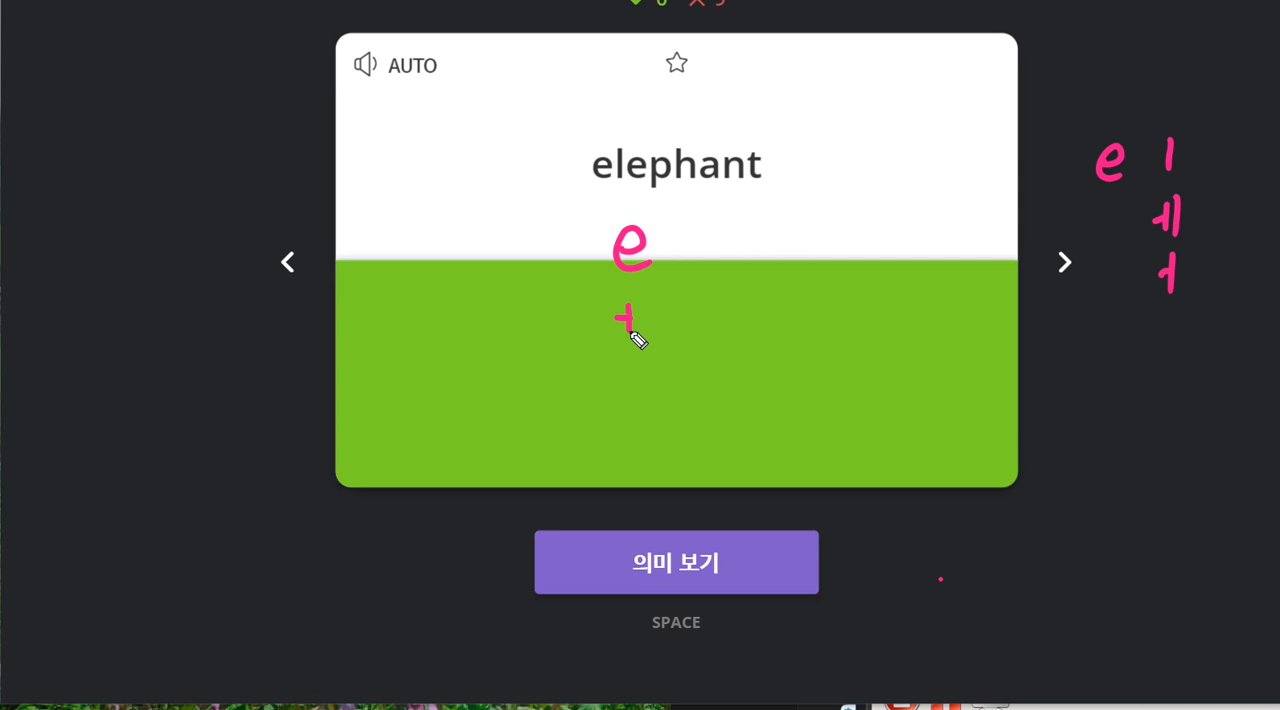 AUTO
elephant
e
e ㅣ
ㅔ
ㅓ
의미 보기
SPACE